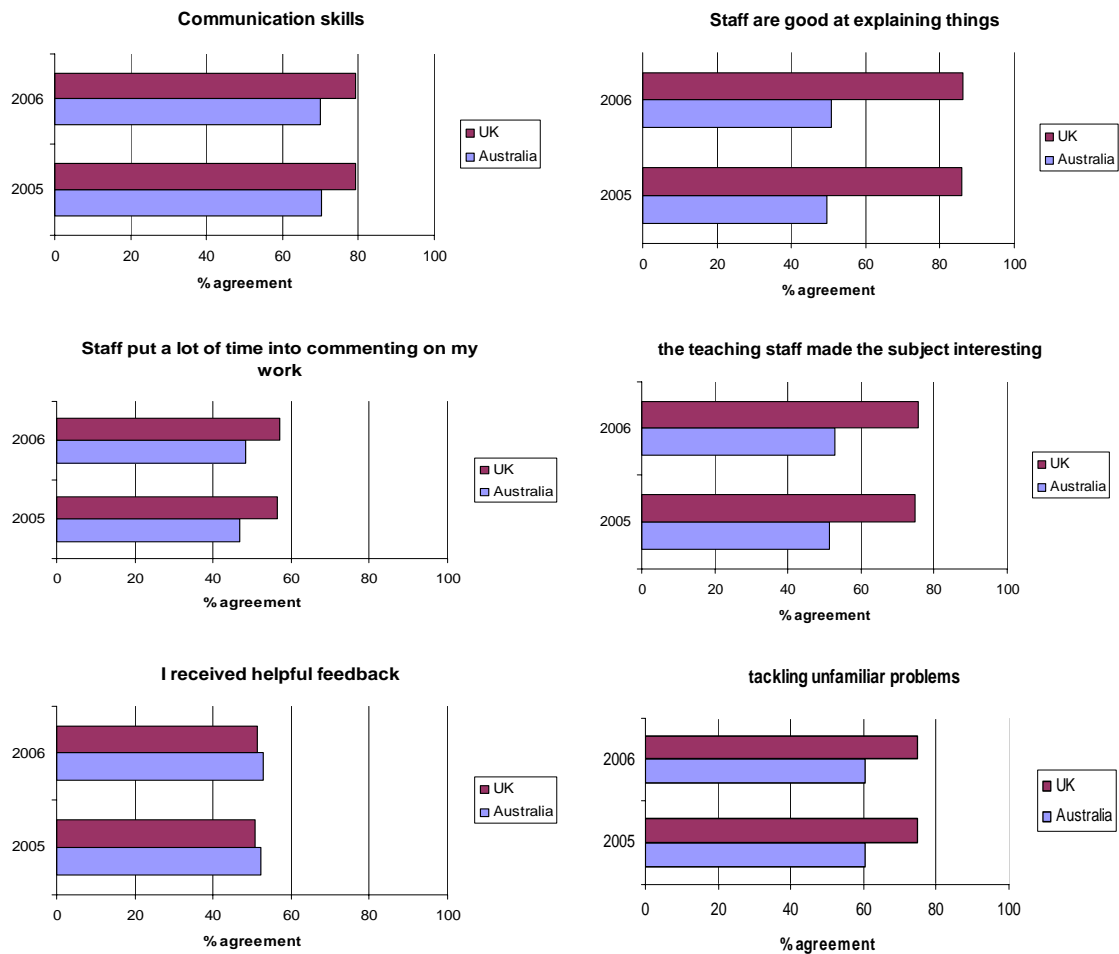 Communication skills
2006
2005
0 20 40 60 80 100
% agreement
UK
Australia
Staff are good at explaining things
2006
2005
0 20 40 60 80 100
% agreement
UK
Australia
Staff put a lot of time into commenting on my
work
2006
2005
0 20 40 60 80 100
% agreement
UK
Australia
the teaching staff made the subject interesting
2006
2005
0 20 40 60 80 100
% agreement
UK
Australia
I received helpful feedback
2006
2005
0 20 40 60 80 100
% agreement
UK
Australia
tackling unfamiliar problems
2006
2005
0 20 40 60 80 100
% agreement
UK
Australia